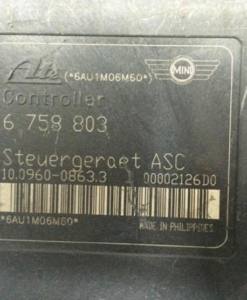 Ate (*6AU1M06M60*) MINI
Controller
6 758 803
Steuergeraet ASC
10.0960-0863.3 00002126D0
*6AU1M06M60*
MADE
IN PHILIPPINES